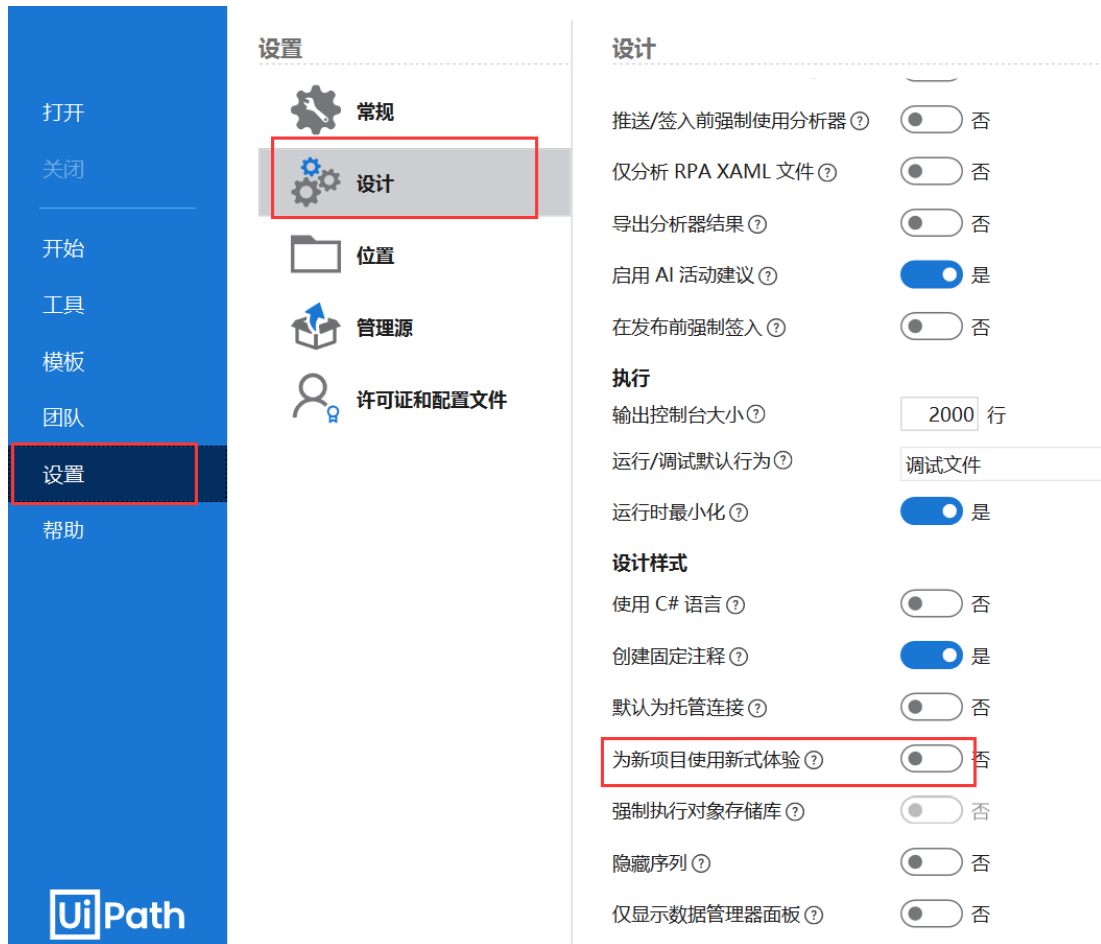 打开
关闭
开始
工具
模板
团队
设置
帮助
UiPath
设置
常规
设计
位置
管理源
许可证和配置文件
设计
推送/签入前强制使用分析器 ? 否
仅分析 RPA XAML 文件 ? 否
导出分析器结果 ? 否
启用 AI 活动建议 ? 是
在发布前强制签入 ? 否
执行
输出控制台大小 ? 2000 行
运行/调试默认行为 ? 调试文件
运行时最小化 ? 是
设计样式
使用 C# 语言 ? 否
创建固定注释 ? 是
默认为托管连接 ? 否
为新项目使用新式体验 ? 否
强制执行对象存储库 ? 否
隐藏序列 ? 否
仅显示数据管理器面板 ? 否